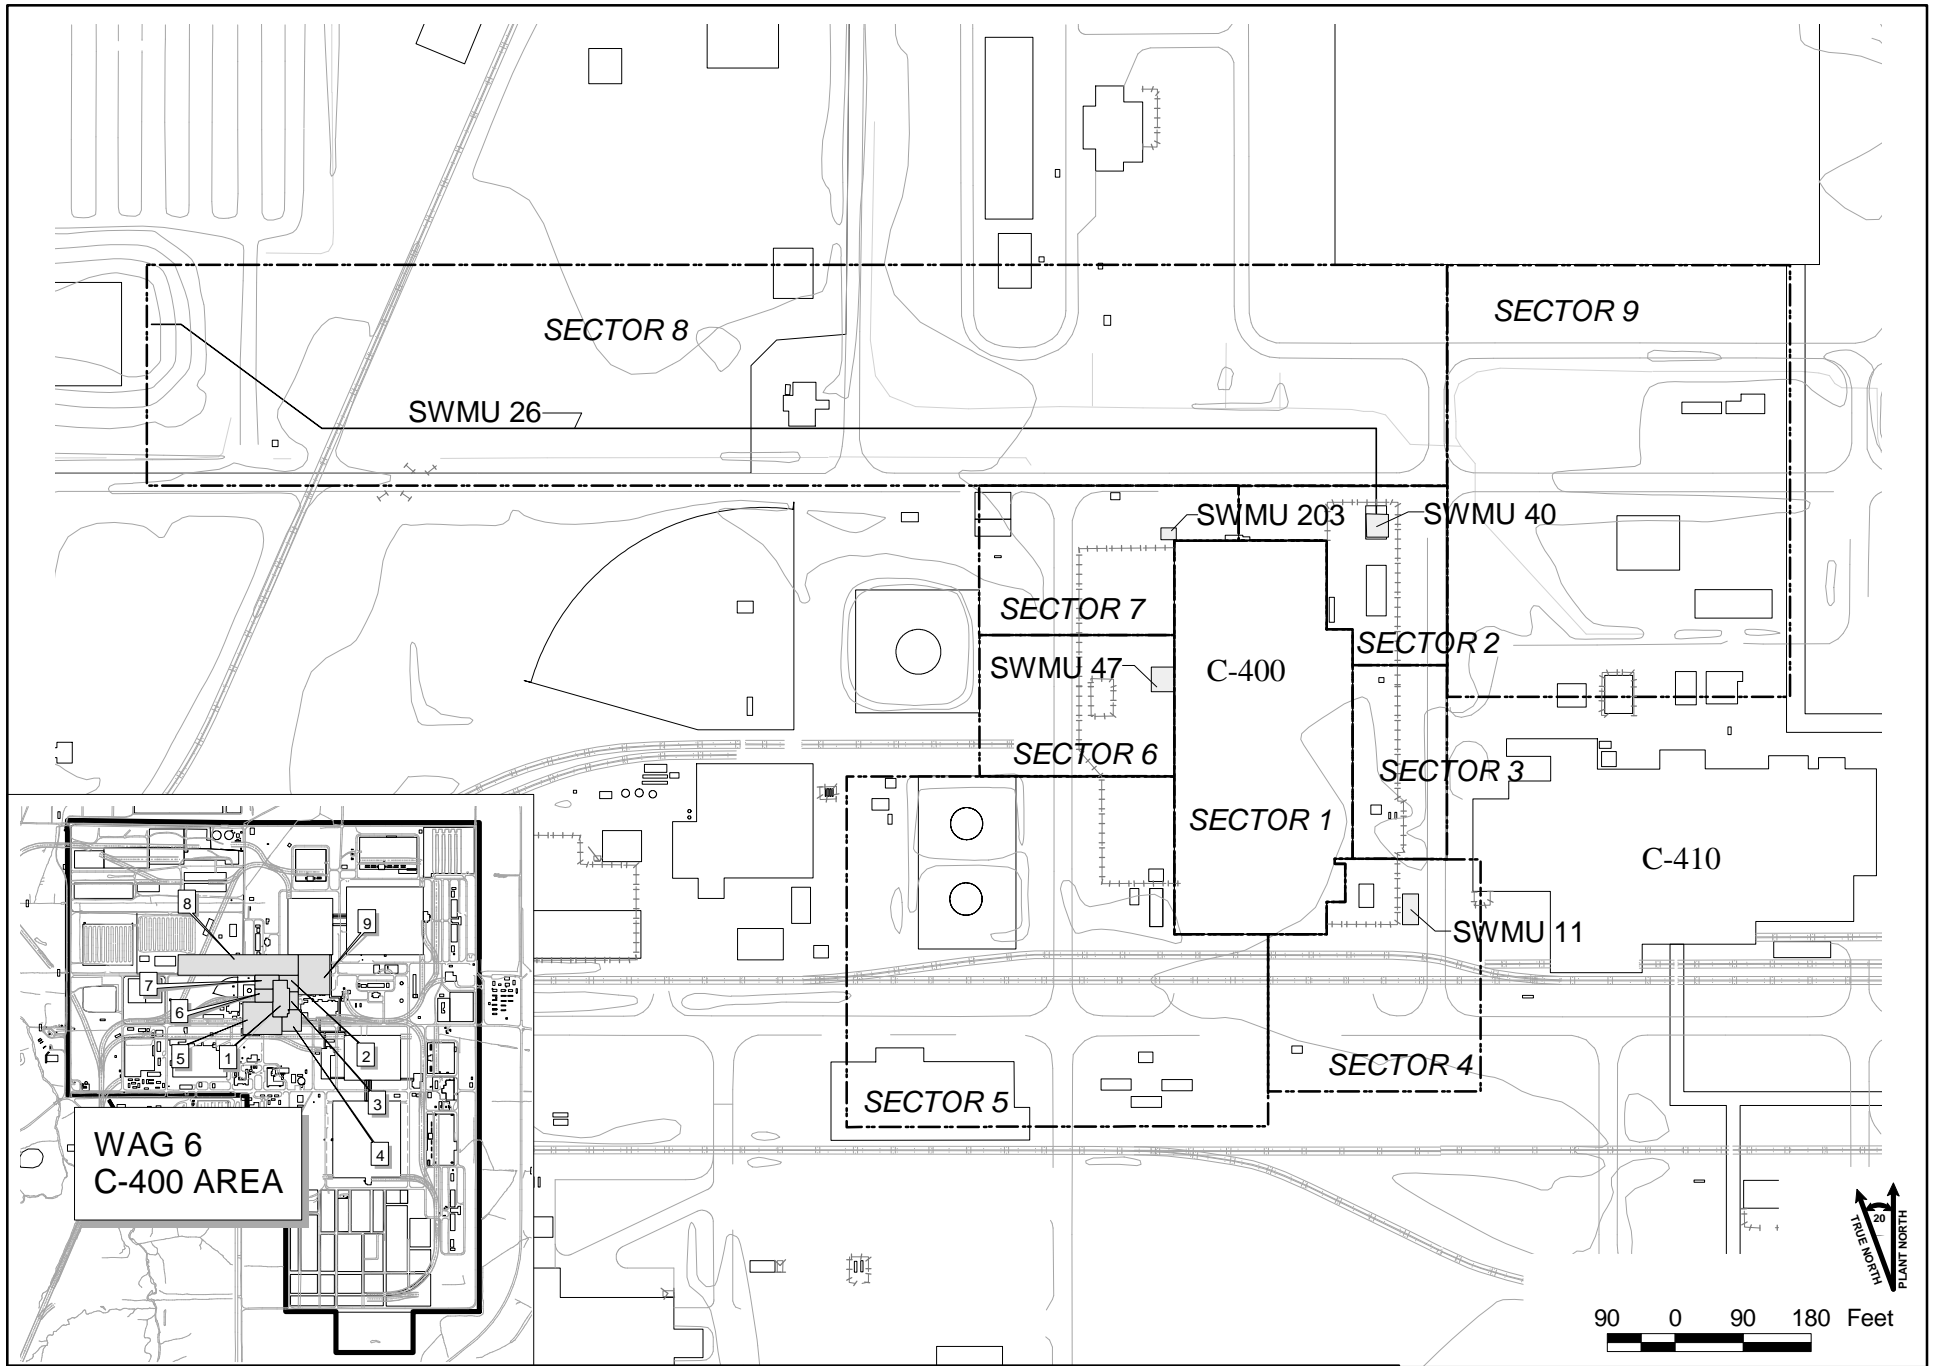 SECTOR 9
SECTOR 8
SWMU 26
SWMU 203
SWMU 40
SECTOR 7
SECTOR 2
SWMU 47
C-400
SECTOR 6
SECTOR 3
SECTOR 1
C-410
SWMU 11
SECTOR 4
SECTOR 5
8
9
7
6
5
1
2
3
4
WAG 6
C-400 AREA
20
TRUE NORTH
PLANT NORTH
90 0 90 180 Feet